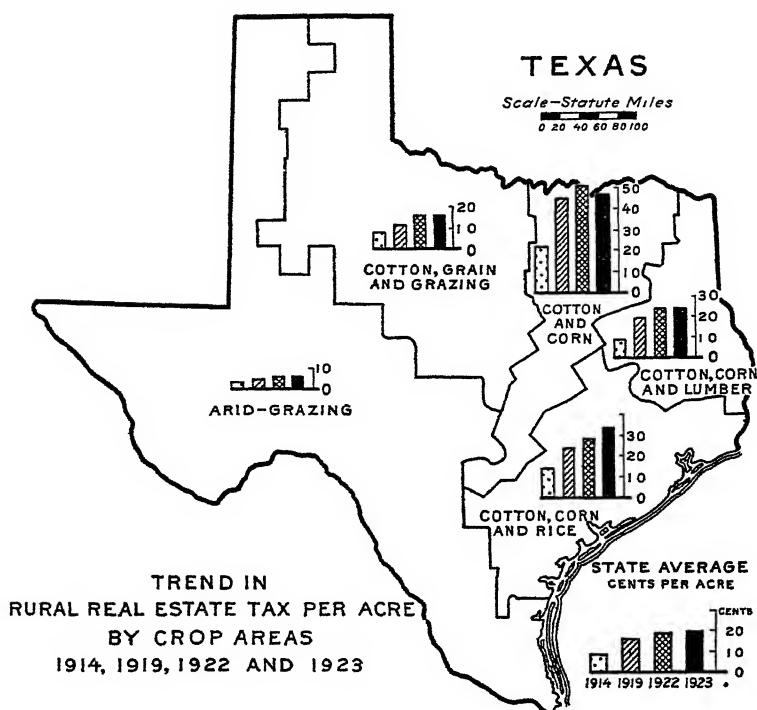 TEXAS
Scale-Statute Miles
0 20 40 60 80 100
20
10
0
COTTON, GRAIN
AND GRAZING
50
40
30
20
10
0
COTTON
AND
CORN
30
20
10
0
COTTON, CORN
AND LUMBER
10
0
ARID-GRAZING
30
20
10
0
COTTON, CORN
AND RICE
STATE AVERAGE
CENTS PER ACRE
CENTS
20
10
0
1914 1919 1922 1923
TREND IN
RURAL REAL ESTATE TAX PER ACRE
BY CROP AREAS
1914, 1919, 1922 AND 1923